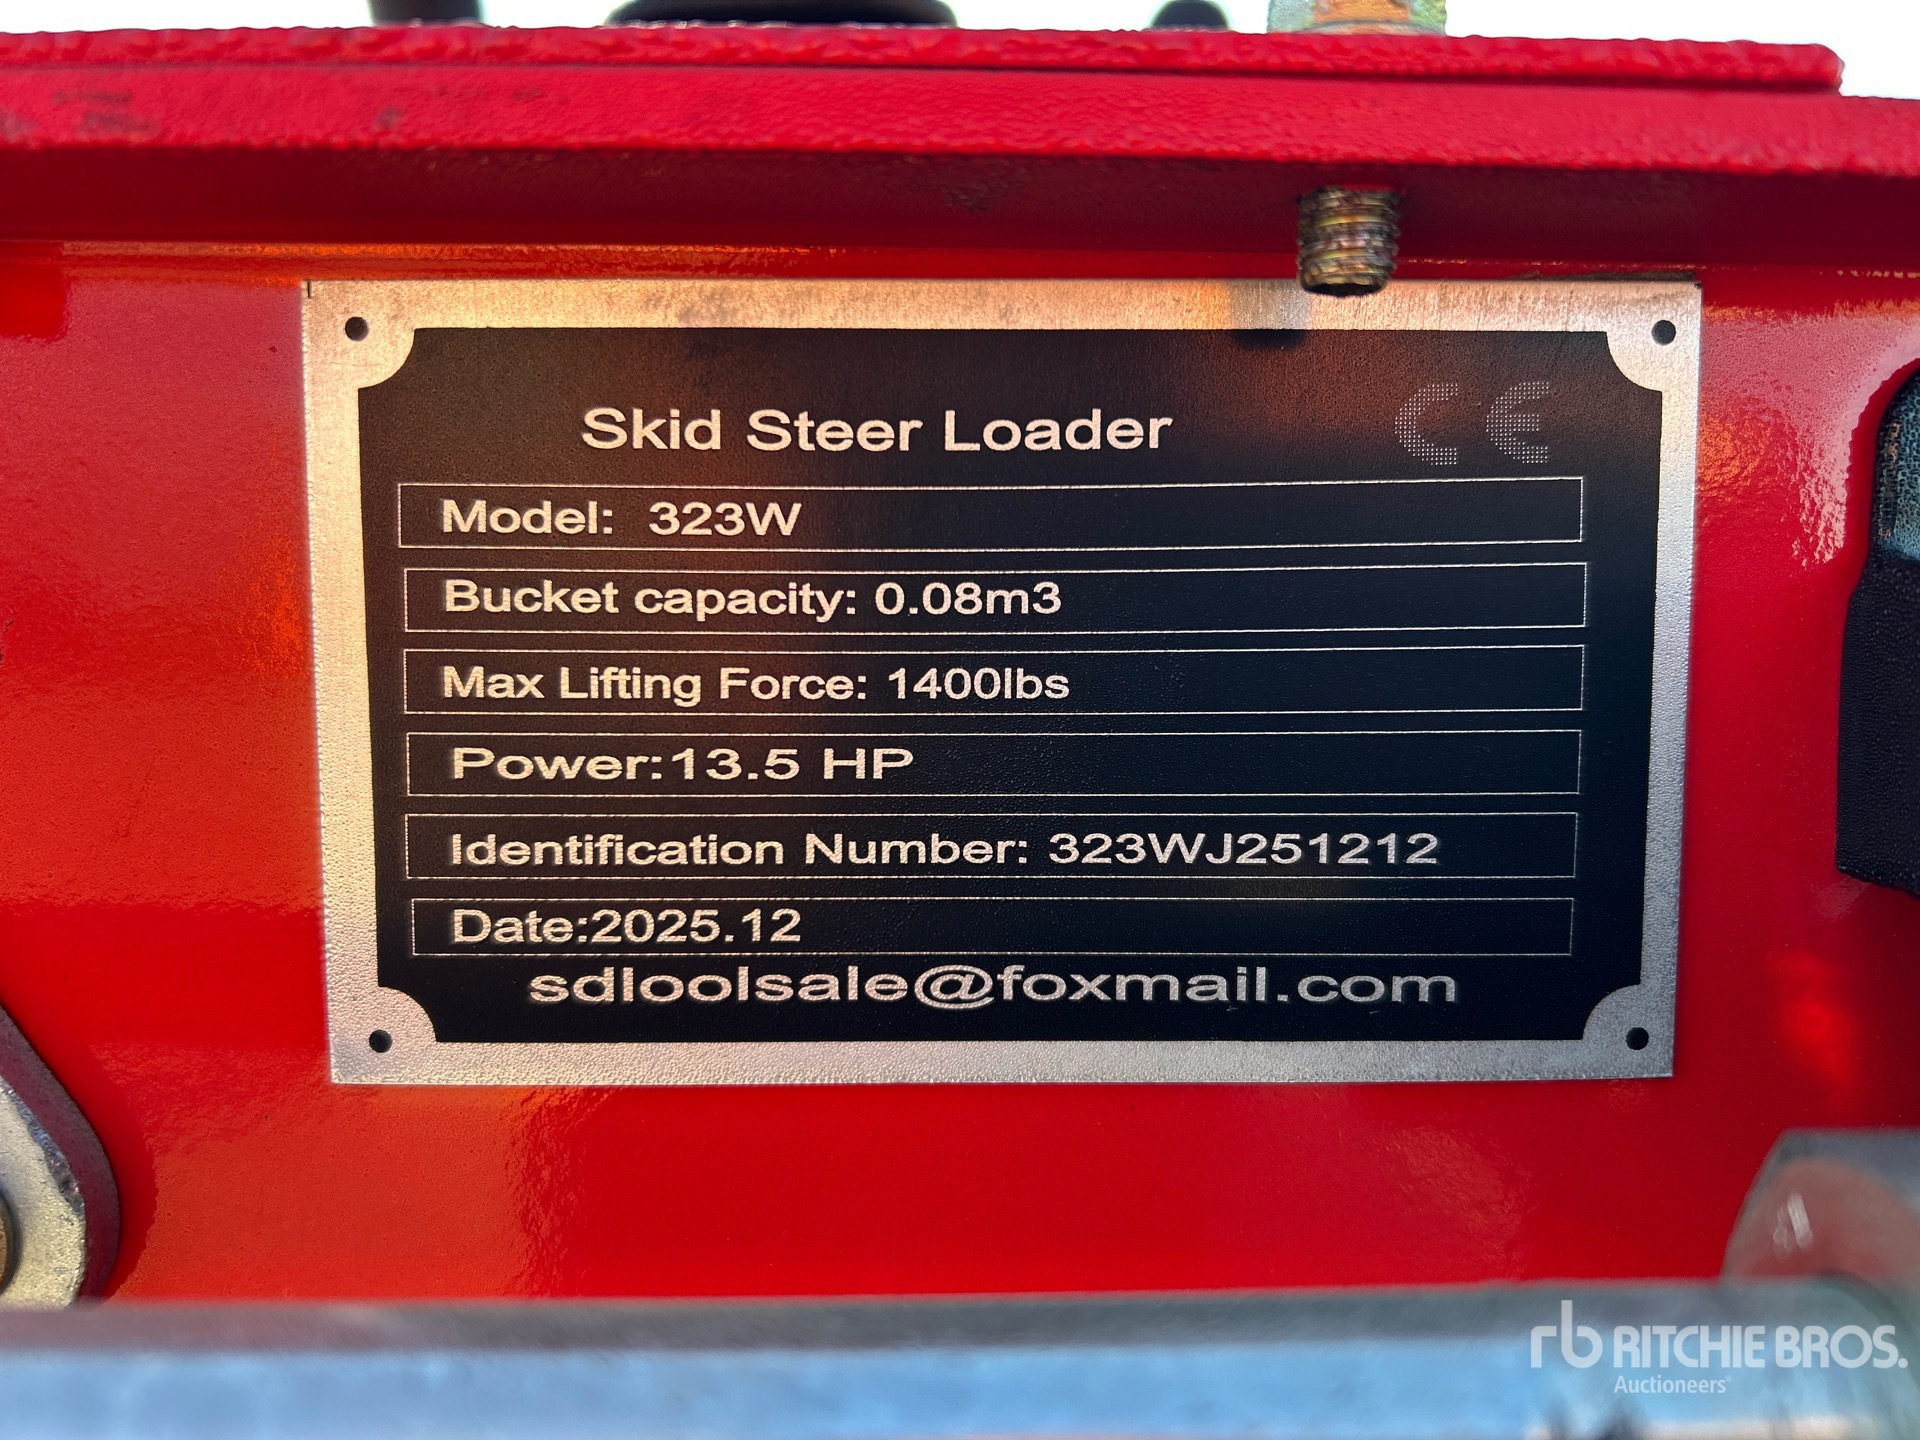 Skid Steer Loader CE
Model: 323W
Bucket capacity: 0.08m3
Max Lifting Force: 1400lbs
Power:13.5 HP
Identification Number: 323WJ251212
Date:2025.12
sdloolsale@foxmail.com
rb RITCHIE BROS.
Auctioneers